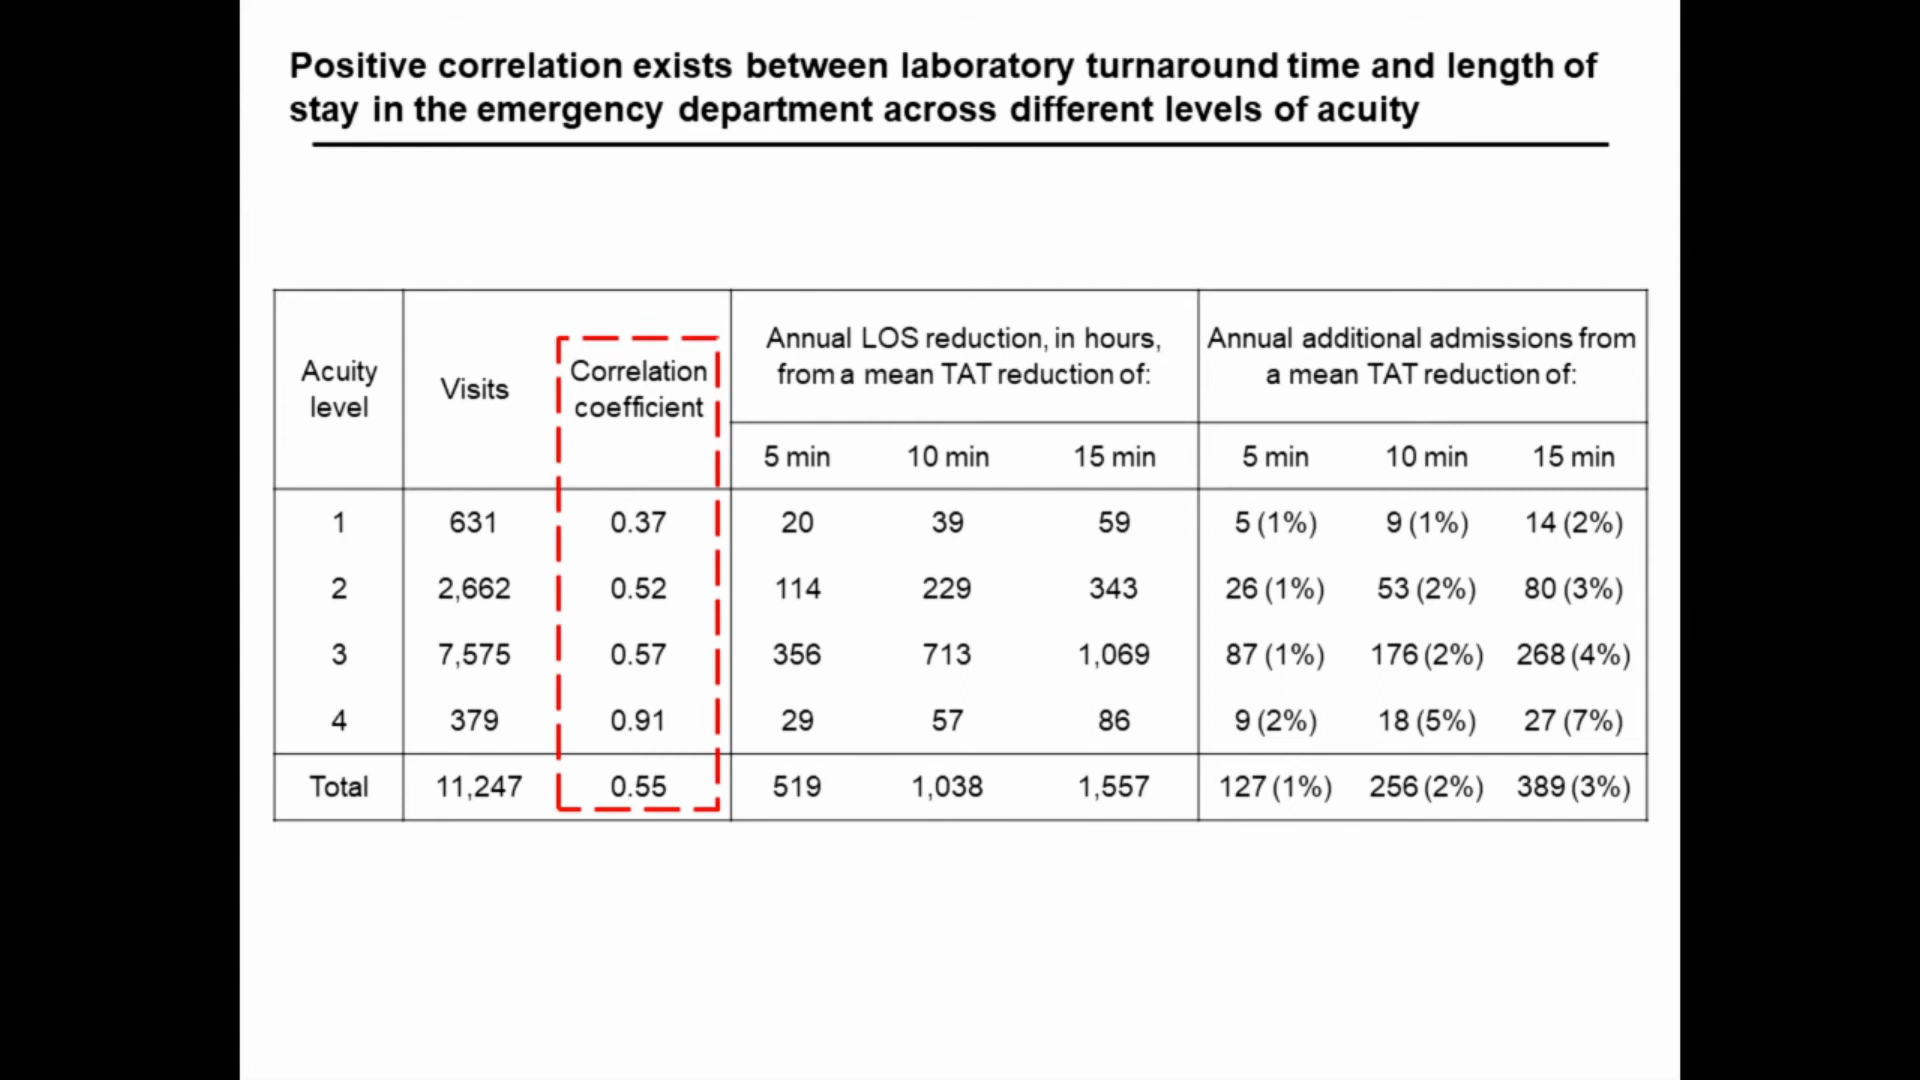 Positive correlation exists between laboratory turnaround time and length of
stay in the emergency department across different levels of acuity
Acuity level Visits Correlation coefficient Annual LOS reduction, in hours, from a mean TAT reduction of: Annual additional admissions from a mean TAT reduction of:
5 min 10 min 15 min 5 min 10 min 15 min
1 631 0.37 20 39 59 5 (1%) 9 (1%) 14 (2%)
2 2,662 0.52 114 229 343 26 (1%) 53 (2%) 80 (3%)
3 7,575 0.57 356 713 1,069 87 (1%) 176 (2%) 268 (4%)
4 379 0.91 29 57 86 9 (2%) 18 (5%) 27 (7%)
Total 11,247 0.55 519 1,038 1,557 127 (1%) 256 (2%) 389 (3%)